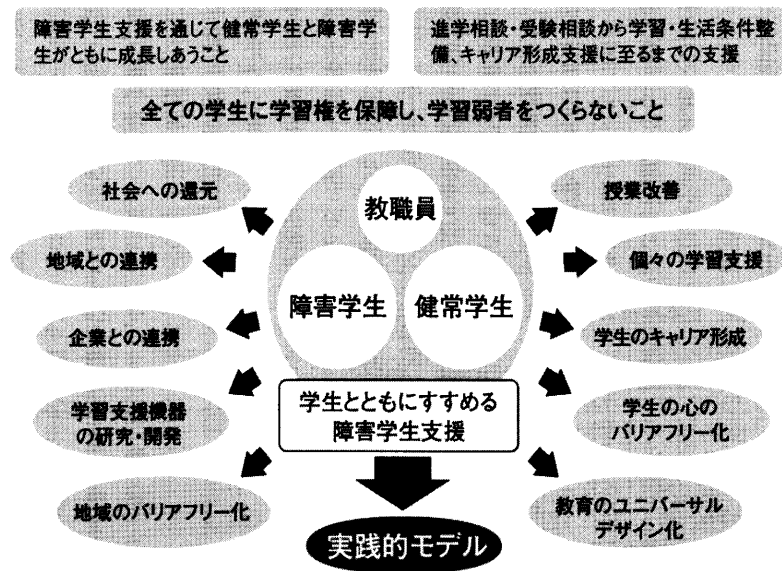 障害学生支援を通じて健常学生と障害学
生がともに成長しあうこと
進学相談・受験相談から学習・生活条件整
備、キャリア形成支援に至るまでの支援
全ての学生に学習権を保障し、学習弱者をつくらないこと
社会への還元
地域との連携
企業との連携
学習支援機器
の研究・開発
地域のバリアフリー化
教職員
障害学生
健常学生
学生とともにすすめる
障害学生支援
実践的モデル
授業改善
個々の学習支援
学生のキャリア形成
学生の心の
バリアフリー化
教育のユニバーサル
デザイン化